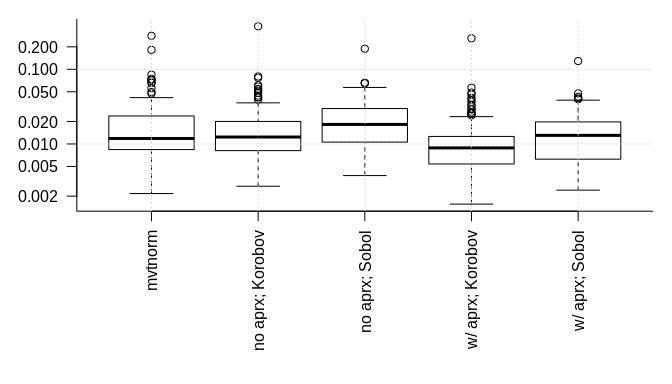 0.200
0.100
0.050
0.020
0.010
0.005
0.002
mvtnorm
no aprx; Korobov
no aprx; Sobol
w/ aprx; Korobov
w/ aprx; Sobol